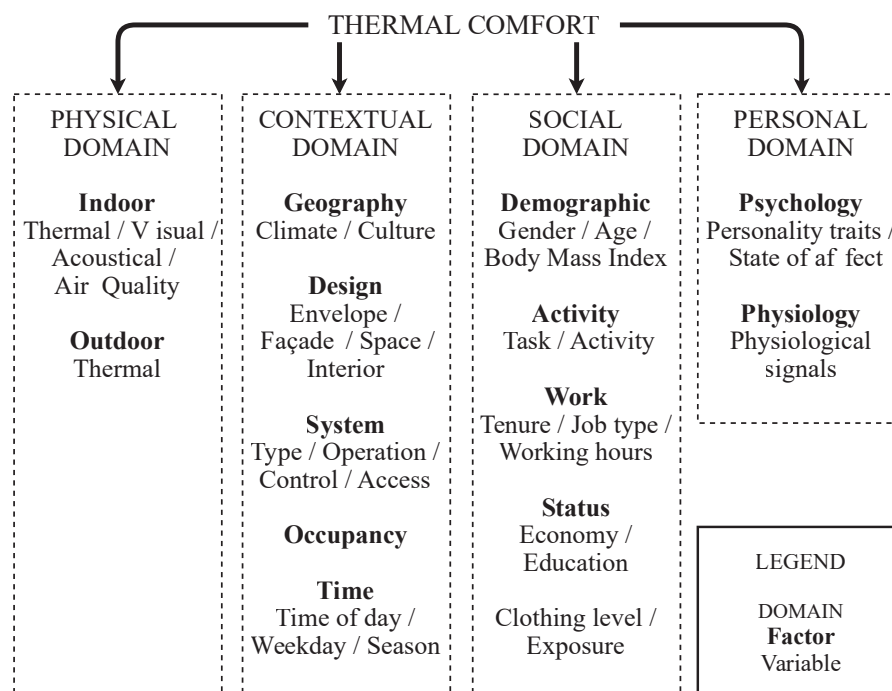 THERMAL COMFORT
PHYSICAL
DOMAIN
Indoor
Thermal / V isual /
Acoustical /
Air Quality
Outdoor
Thermal
CONTEXTUAL
DOMAIN
Geography
Climate / Culture
Design
Envelope /
Façade / Space /
Interior
System
Type / Operation /
Control / Access
Occupancy
Time
Time of day /
Weekday / Season
SOCIAL
DOMAIN
Demographic
Gender / Age /
Body Mass Index
Activity
Task / Activity
Work
Tenure / Job type /
Working hours
Status
Economy /
Education
Clothing level /
Exposure
PERSONAL
DOMAIN
Psychology
Personality traits /
State of af fect
Physiology
Physiological
signals
LEGEND
DOMAIN
Factor
Variable